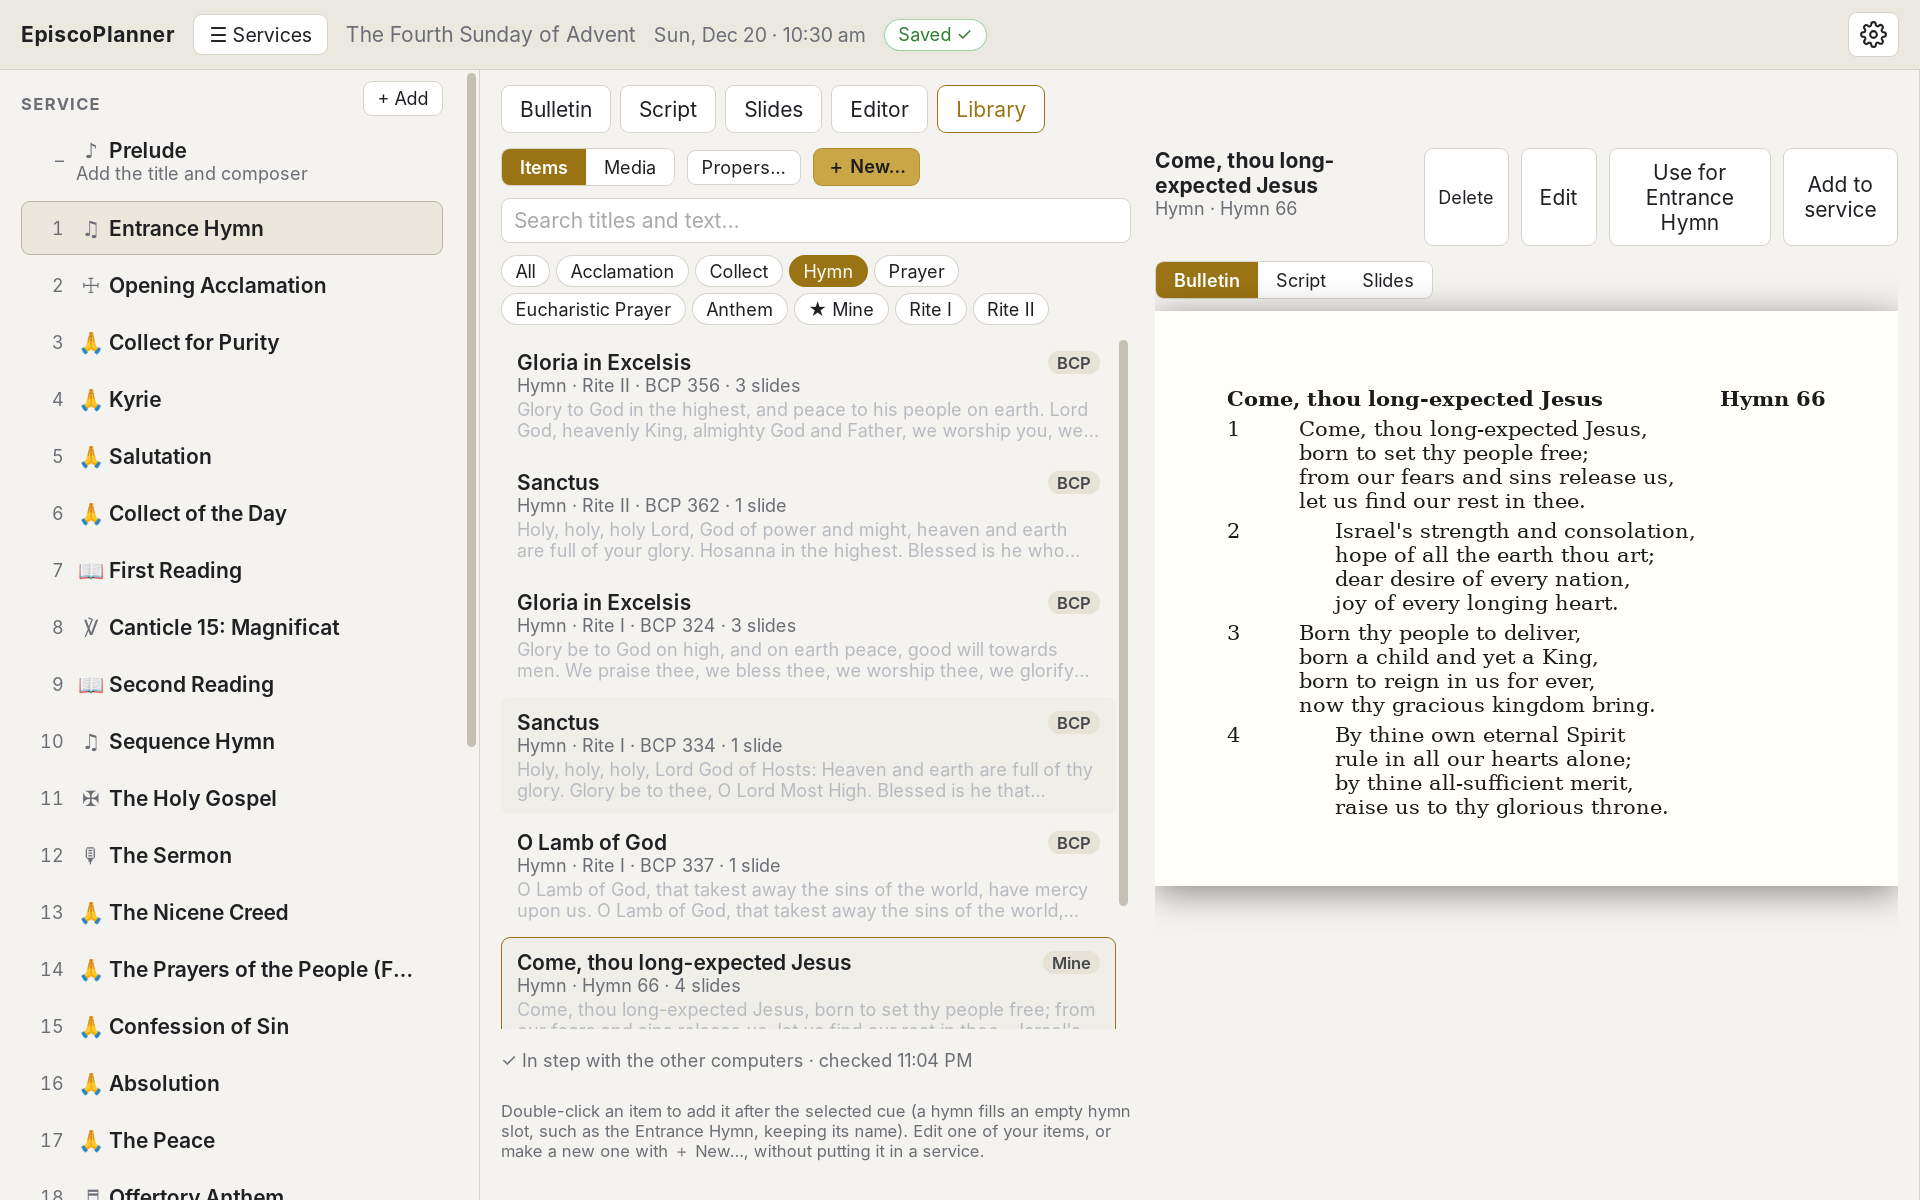 EpiscoPlanner
☰ Services
The Fourth Sunday of Advent
Sun, Dec 20 · 10:30 am
Saved ✓
SERVICE
+ Add
– ♪ Prelude
Add the title and composer
1 ♫ Entrance Hymn
2 ☩ Opening Acclamation
3 🙏 Collect for Purity
4 🙏 Kyrie
5 🙏 Salutation
6 🙏 Collect of the Day
7 📖 First Reading
8 ℣ Canticle 15: Magnificat
9 📖 Second Reading
10 ♫ Sequence Hymn
11 ✠ The Holy Gospel
12 🎙 The Sermon
13 🙏 The Nicene Creed
14 🙏 The Prayers of the People (F…
15 🙏 Confession of Sin
16 🙏 Absolution
17 🙏 The Peace
18 ♬ Offertory Anthem
Bulletin
Script
Slides
Editor
Library
Items
Media
Propers…
+ New…
Search titles and text…
All
Acclamation
Collect
Hymn
Prayer
Eucharistic Prayer
Anthem
★ Mine
Rite I
Rite II
Gloria in Excelsis
BCP
Hymn · Rite II · BCP 356 · 3 slides
Glory to God in the highest, and peace to his people on earth. Lord
God, heavenly King, almighty God and Father, we worship you, we…
Sanctus
BCP
Hymn · Rite II · BCP 362 · 1 slide
Holy, holy, holy Lord, God of power and might, heaven and earth
are full of your glory. Hosanna in the highest. Blessed is he who…
Gloria in Excelsis
BCP
Hymn · Rite I · BCP 324 · 3 slides
Glory be to God on high, and on earth peace, good will towards
men. We praise thee, we bless thee, we worship thee, we glorify…
Sanctus
BCP
Hymn · Rite I · BCP 334 · 1 slide
Holy, holy, holy, Lord God of Hosts: Heaven and earth are full of thy
glory. Glory be to thee, O Lord Most High. Blessed is he that…
O Lamb of God
BCP
Hymn · Rite I · BCP 337 · 1 slide
O Lamb of God, that takest away the sins of the world, have mercy
upon us. O Lamb of God, that takest away the sins of the world,…
Come, thou long-expected Jesus
Mine
Hymn · Hymn 66 · 4 slides
Come, thou long-expected Jesus, born to set thy people free; from
our fears and sins release us, let us find our rest in thee. Israel's
✓ In step with the other computers · checked 11:04 PM
Double-click an item to add it after the selected cue (a hymn fills an empty hymn
slot, such as the Entrance Hymn, keeping its name). Edit one of your items, or
make a new one with + New…, without putting it in a service.
Come, thou long-
expected Jesus
Hymn · Hymn 66
Delete
Edit
Use for
Entrance
Hymn
Add to
service
Bulletin
Script
Slides
Come, thou long-expected Jesus Hymn 66
1 Come, thou long-expected Jesus,
born to set thy people free;
from our fears and sins release us,
let us find our rest in thee.
2 Israel's strength and consolation,
hope of all the earth thou art;
dear desire of every nation,
joy of every longing heart.
3 Born thy people to deliver,
born a child and yet a King,
born to reign in us for ever,
now thy gracious kingdom bring.
4 By thine own eternal Spirit
rule in all our hearts alone;
by thine all-sufficient merit,
raise us to thy glorious throne.